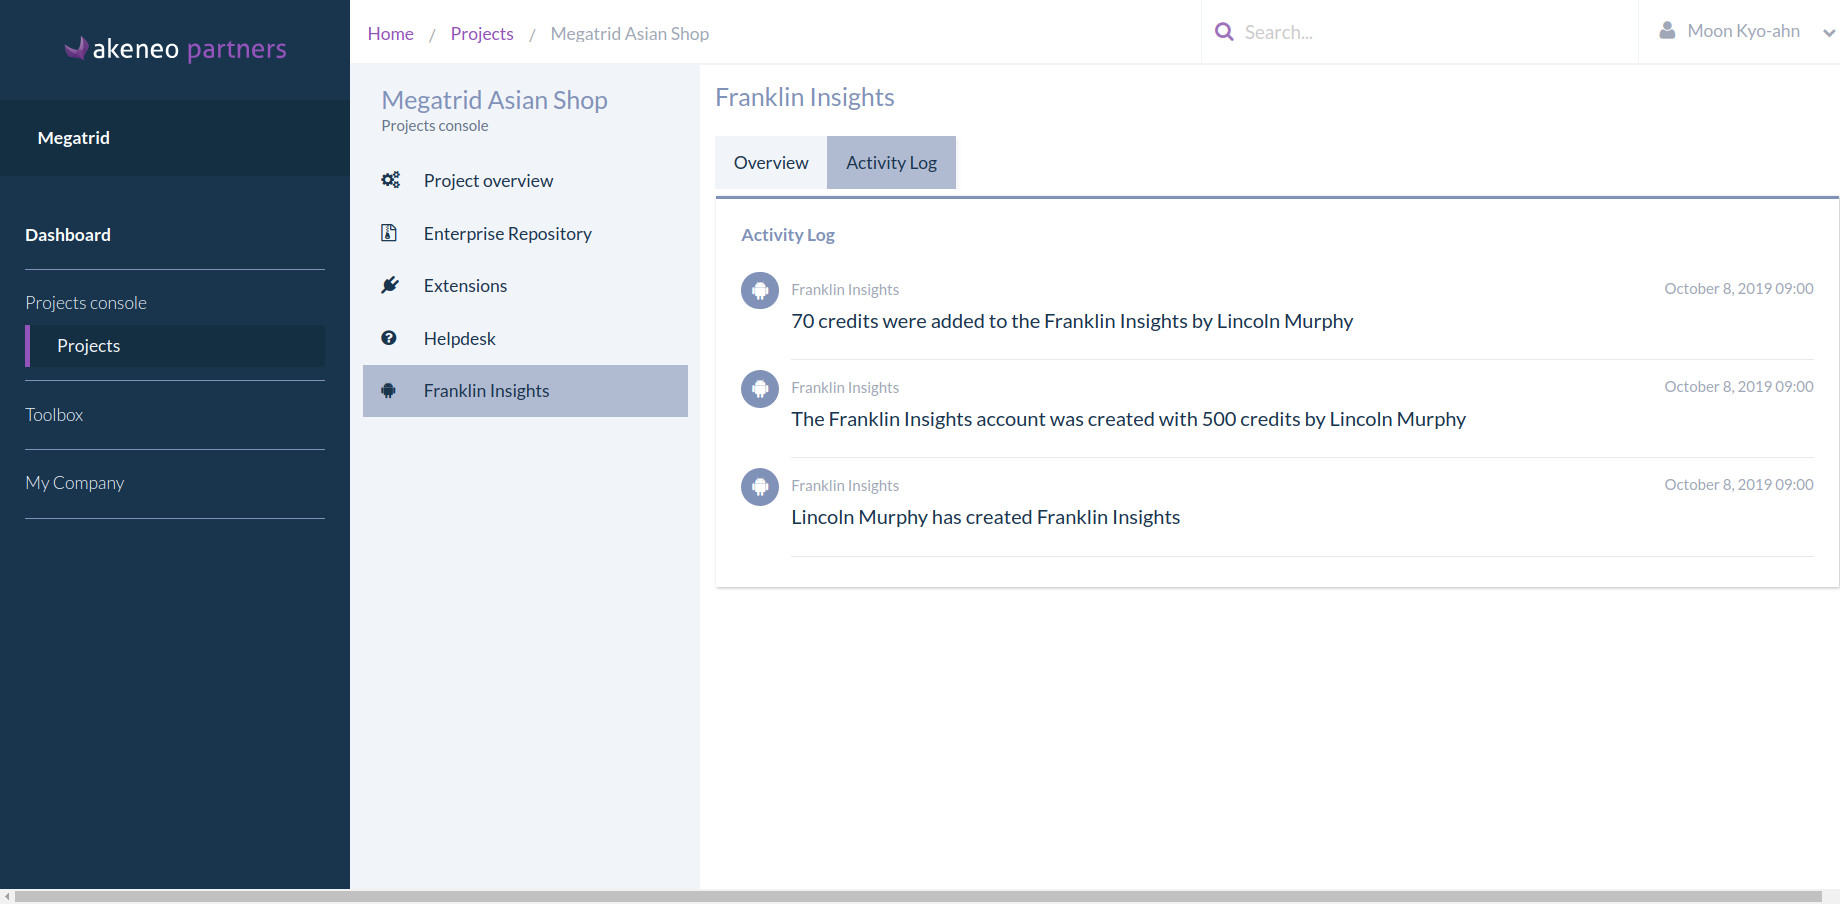 akeneo partners
Megatrid
Dashboard
Projects console
Projects
Toolbox
My Company
Home / Projects / Megatrid Asian Shop
Search...
Moon Kyo-ahn
Megatrid Asian Shop
Projects console
Project overview
Enterprise Repository
Extensions
Helpdesk
Franklin Insights
Franklin Insights
Overview
Activity Log
Activity Log
Franklin Insights
October 8, 2019 09:00
70 credits were added to the Franklin Insights by Lincoln Murphy
Franklin Insights
October 8, 2019 09:00
The Franklin Insights account was created with 500 credits by Lincoln Murphy
Franklin Insights
October 8, 2019 09:00
Lincoln Murphy has created Franklin Insights